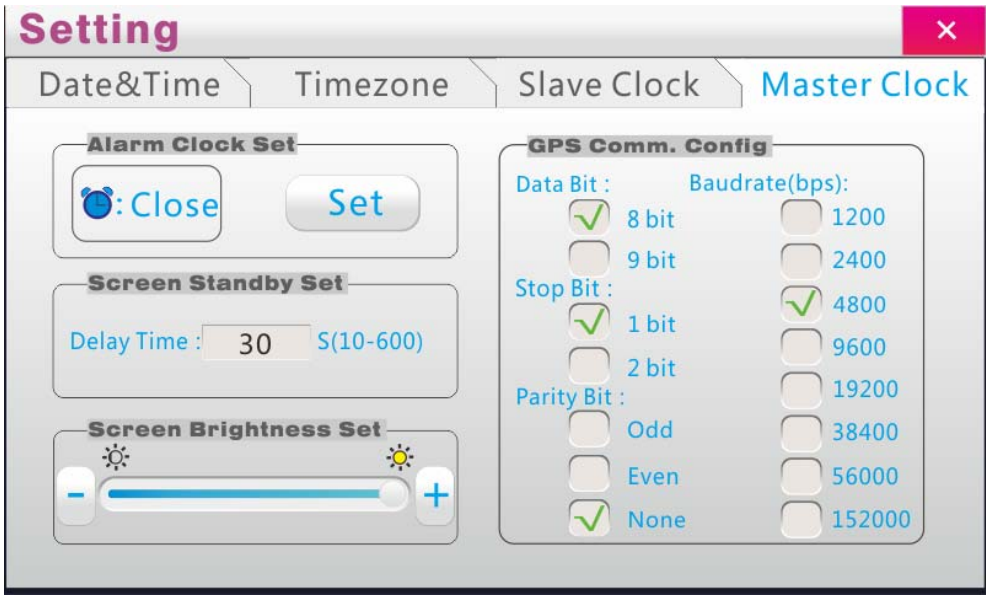 Setting
×
Date&Time
Timezone
Slave Clock
Master Clock
Alarm Clock Set
: Close
Set
Screen Standby Set
Delay Time : 30 S(10-600)
Screen Brightness Set
-
+
GPS Comm. Config
Data Bit :
8 bit
9 bit
Stop Bit :
1 bit
2 bit
Parity Bit :
Odd
Even
None
Baudrate(bps):
1200
2400
4800
9600
19200
38400
56000
152000